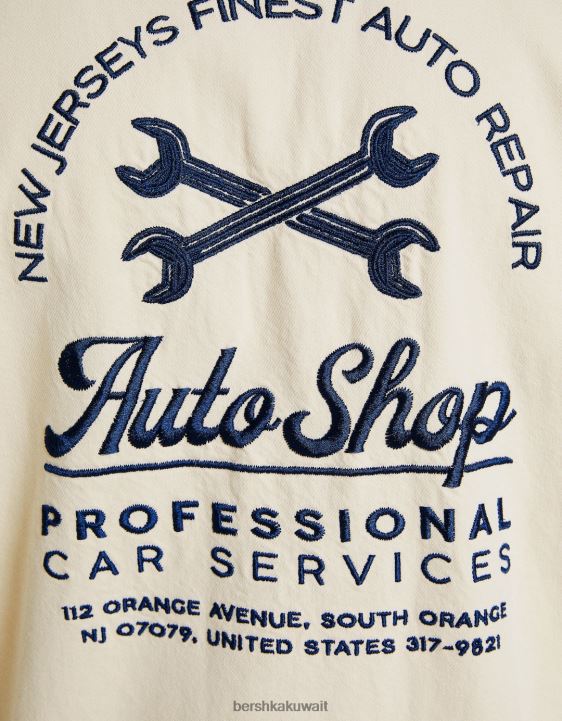 NEW JERSEYS FINEST AUTO REPAIR
Auto Shop
PROFESSIONAL
CAR SERVICES
112 ORANGE AVENUE, SOUTH ORANGE
NJ 07079, UNITED STATES 317-9821
bershkakuwait